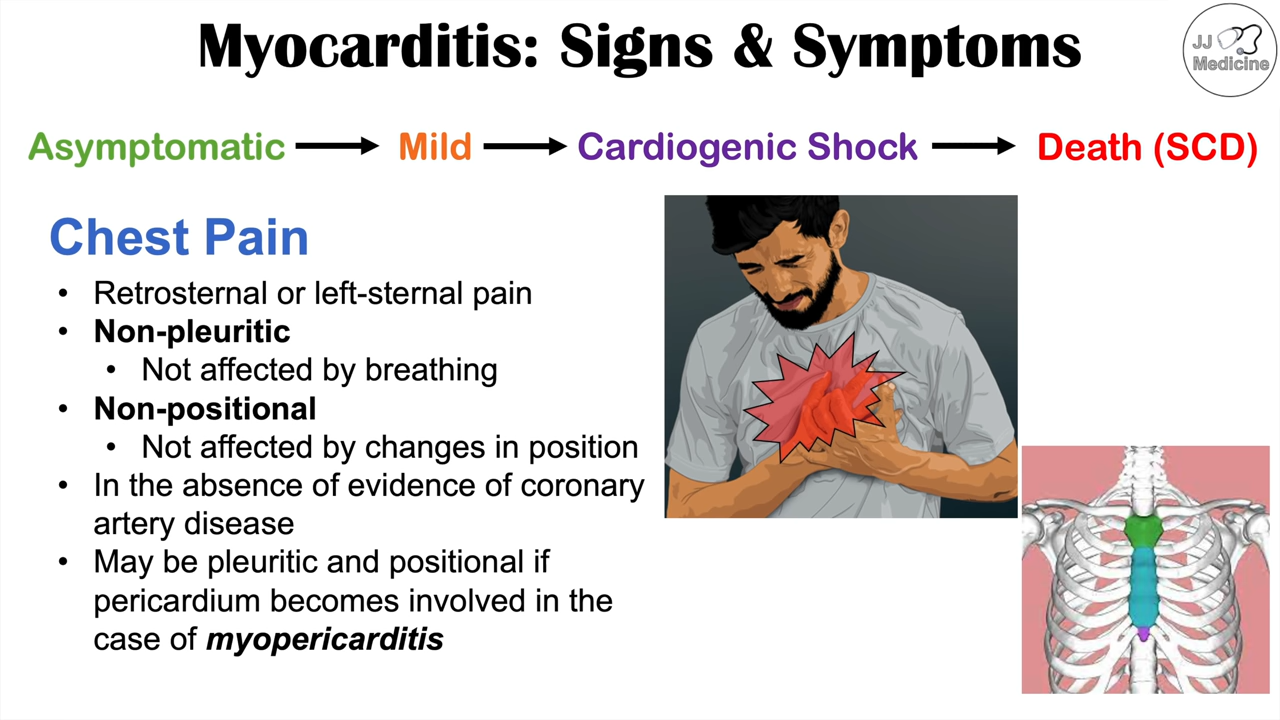 Myocarditis: Signs & Symptoms
JJ
Medicine
Asymptomatic Mild Cardiogenic Shock Death (SCD)
Chest Pain
• Retrosternal or left-sternal pain
• Non-pleuritic
• Not affected by breathing
• Non-positional
• Not affected by changes in position
• In the absence of evidence of coronary
artery disease
• May be pleuritic and positional if
pericardium becomes involved in the
case of myopericarditis